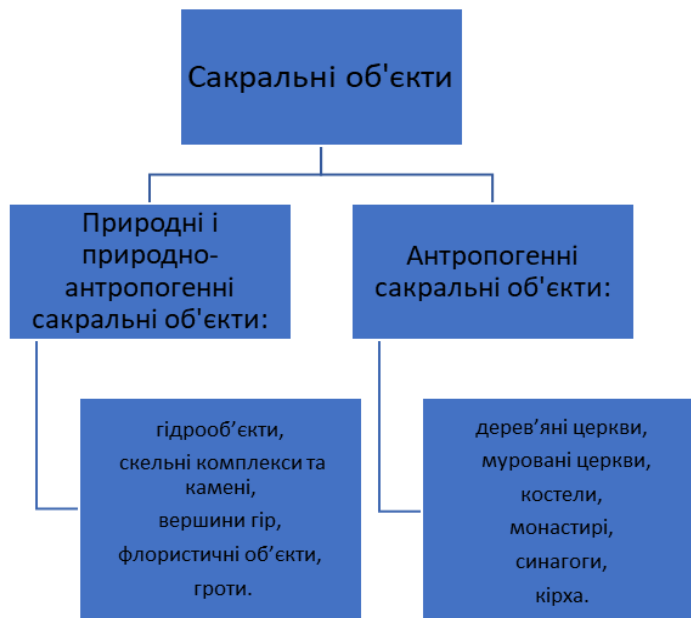 Сакральні об'єкти
Природні і
природно-
антропогенні
сакральні об'єкти:
Антропогенні
сакральні об'єкти:
гідрооб’єкти,
скельні комплекси та
камені,
вершини гір,
флористичні об’єкти,
гроти.
дерев’яні церкви,
муровані церкви,
костели,
монастирі,
синагоги,
кірха.